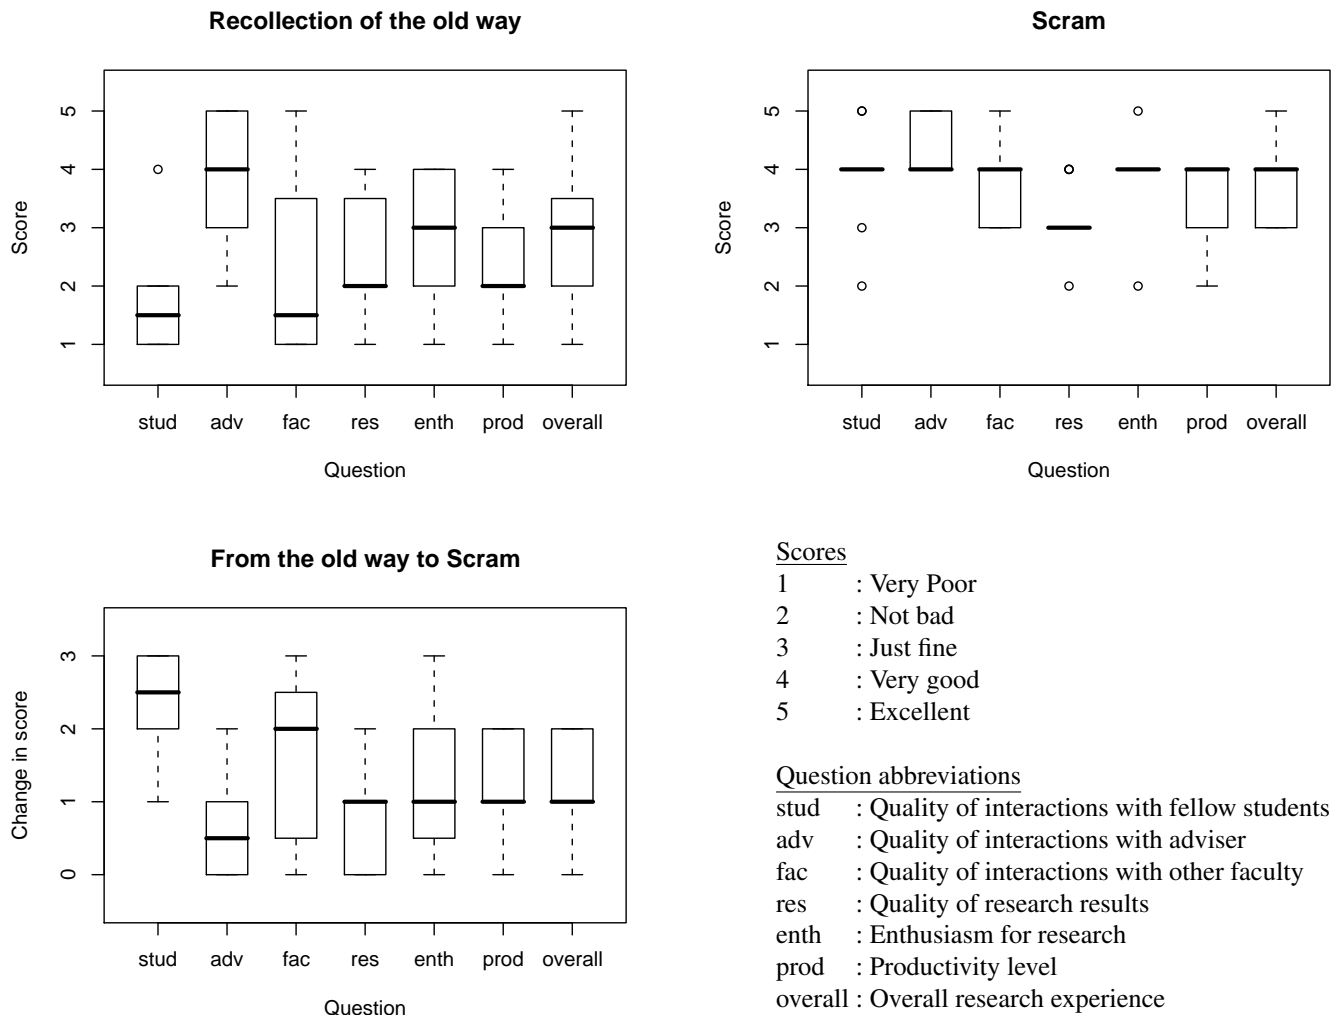 Recollection of the old way
Score
5
4
3
2
1
stud adv fac res enth prod overall
Question
Scram
Score
5
4
3
2
1
stud adv fac res enth prod overall
Question
From the old way to Scram
Change in score
3
2
1
0
stud adv fac res enth prod overall
Question
Scores
1 : Very Poor
2 : Not bad
3 : Just fine
4 : Very good
5 : Excellent
Question abbreviations
stud : Quality of interactions with fellow students
adv : Quality of interactions with adviser
fac : Quality of interactions with other faculty
res : Quality of research results
enth : Enthusiasm for research
prod : Productivity level
overall : Overall research experience